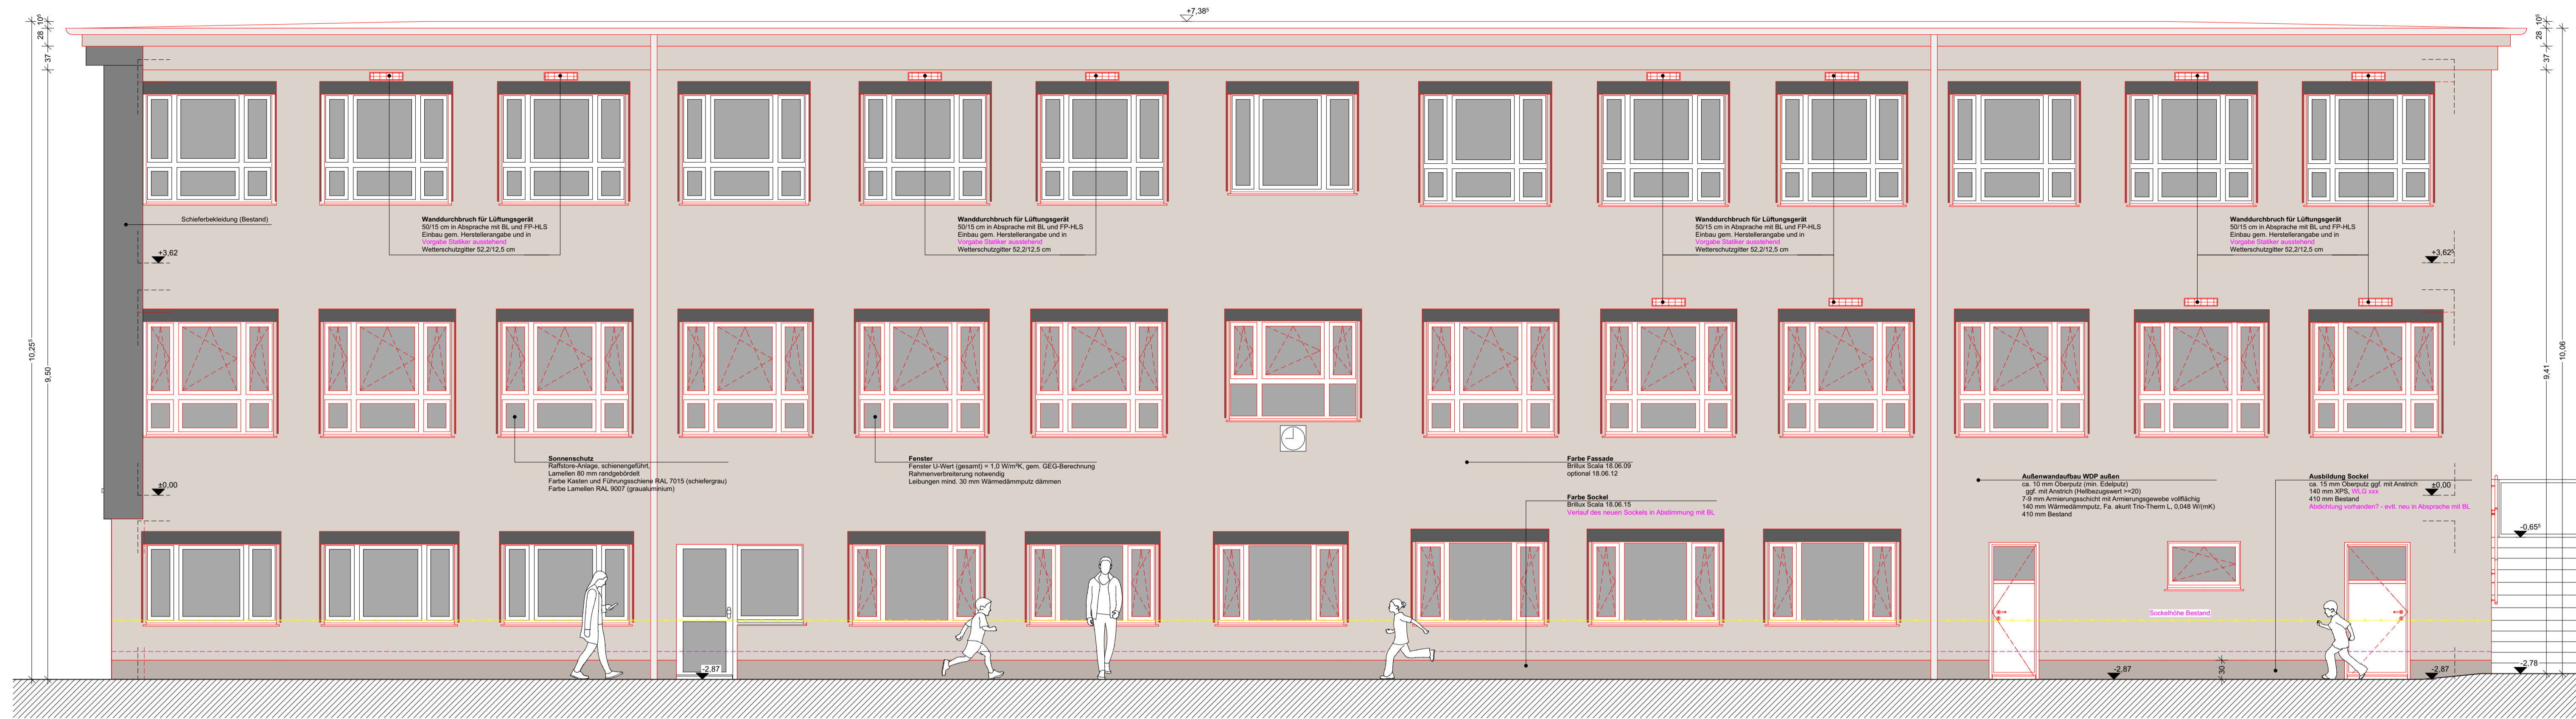 +7,38⁵
10⁵
28
37
10,25⁵
9,50
10⁵
28
37
10,06
9,41
Schieferbekleidung (Bestand)
Wanddurchbruch für Lüftungsgerät
50/15 cm in Absprache mit BL und FP-HLS
Einbau gem. Herstellerangabe und in
Vorgabe Statiker ausstehend
Wetterschutzgitter 52,2/12,5 cm
Wanddurchbruch für Lüftungsgerät
50/15 cm in Absprache mit BL und FP-HLS
Einbau gem. Herstellerangabe und in
Vorgabe Statiker ausstehend
Wetterschutzgitter 52,2/12,5 cm
Wanddurchbruch für Lüftungsgerät
50/15 cm in Absprache mit BL und FP-HLS
Einbau gem. Herstellerangabe und in
Vorgabe Statiker ausstehend
Wetterschutzgitter 52,2/12,5 cm
Wanddurchbruch für Lüftungsgerät
50/15 cm in Absprache mit BL und FP-HLS
Einbau gem. Herstellerangabe und in
Vorgabe Statiker ausstehend
Wetterschutzgitter 52,2/12,5 cm
+3,62
+3,62⁵
Sonnenschutz
Raffstore-Anlage, schienengeführt,
Lamellen 80 mm randgebördelt
Farbe Kasten und Führungsschiene RAL 7015 (schiefergrau)
Farbe Lamellen RAL 9007 (graualuminium)
Fenster
Fenster U-Wert (gesamt) = 1,0 W/m²K, gem. GEG-Berechnung
Rahmenverbreiterung notwendig
Leibungen mind. 30 mm Wärmedämmputz dämmen
Farbe Fassade
Brillux Scala 18.06.09
optional 18.06.12
Farbe Sockel
Brillux Scala 18.06.15
Verlauf des neuen Sockels in Abstimmung mit BL
Außenwandaufbau WDP außen
ca. 10 mm Oberputz (min. Edelputz)
ggf. mit Anstrich (Hellbezugswert >=20)
7-9 mm Armierungsschicht mit Armierungsgewebe vollflächig
140 mm Wärmedämmputz, Fa. akurit Trio-Therm L, 0,048 W/(mK)
410 mm Bestand
Ausbildung Sockel
ca. 15 mm Oberputz ggf. mit Anstrich
140 mm XPS, WLG xxx
410 mm Bestand
Abdichtung vorhanden? - evtl. neu in Absprache mit BL
±0,00
±0,00
-0,65⁵
Sockelhöhe Bestand
-2,87
30
-2,87
-2,87
-2,78